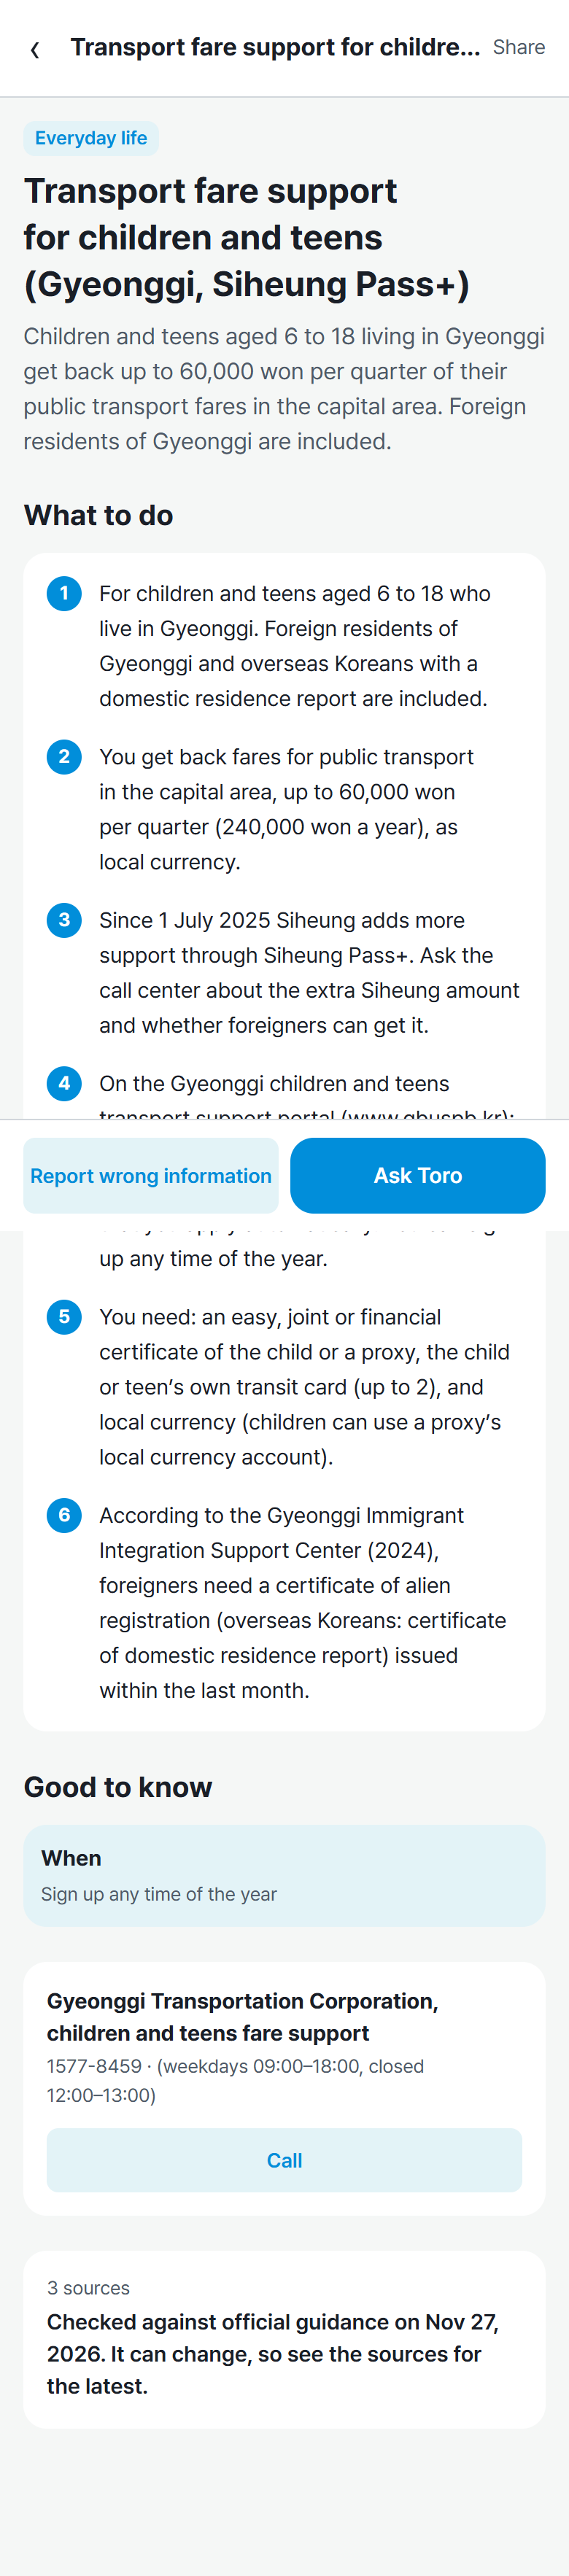 Transport fare support for childre...
Share
Everyday life
Transport fare support
for children and teens
(Gyeonggi, Siheung Pass+)
Children and teens aged 6 to 18 living in Gyeonggi
get back up to 60,000 won per quarter of their
public transport fares in the capital area. Foreign
residents of Gyeonggi are included.
What to do
1
For children and teens aged 6 to 18 who
live in Gyeonggi. Foreign residents of
Gyeonggi and overseas Koreans with a
domestic residence report are included.
2
You get back fares for public transport
in the capital area, up to 60,000 won
per quarter (240,000 won a year), as
local currency.
3
Since 1 July 2025 Siheung adds more
support through Siheung Pass+. Ask the
call center about the extra Siheung amount
and whether foreigners can get it.
4
On the Gyeonggi children and teens
transport support portal (www.gbuspb.kr):
Report wrong information
Ask Toro
up any time of the year.
5
You need: an easy, joint or financial
certificate of the child or a proxy, the child
or teen’s own transit card (up to 2), and
local currency (children can use a proxy’s
local currency account).
6
According to the Gyeonggi Immigrant
Integration Support Center (2024),
foreigners need a certificate of alien
registration (overseas Koreans: certificate
of domestic residence report) issued
within the last month.
Good to know
When
Sign up any time of the year
Gyeonggi Transportation Corporation,
children and teens fare support
1577-8459 · (weekdays 09:00–18:00, closed
12:00–13:00)
Call
3 sources
Checked against official guidance on Nov 27,
2026. It can change, so see the sources for
the latest.